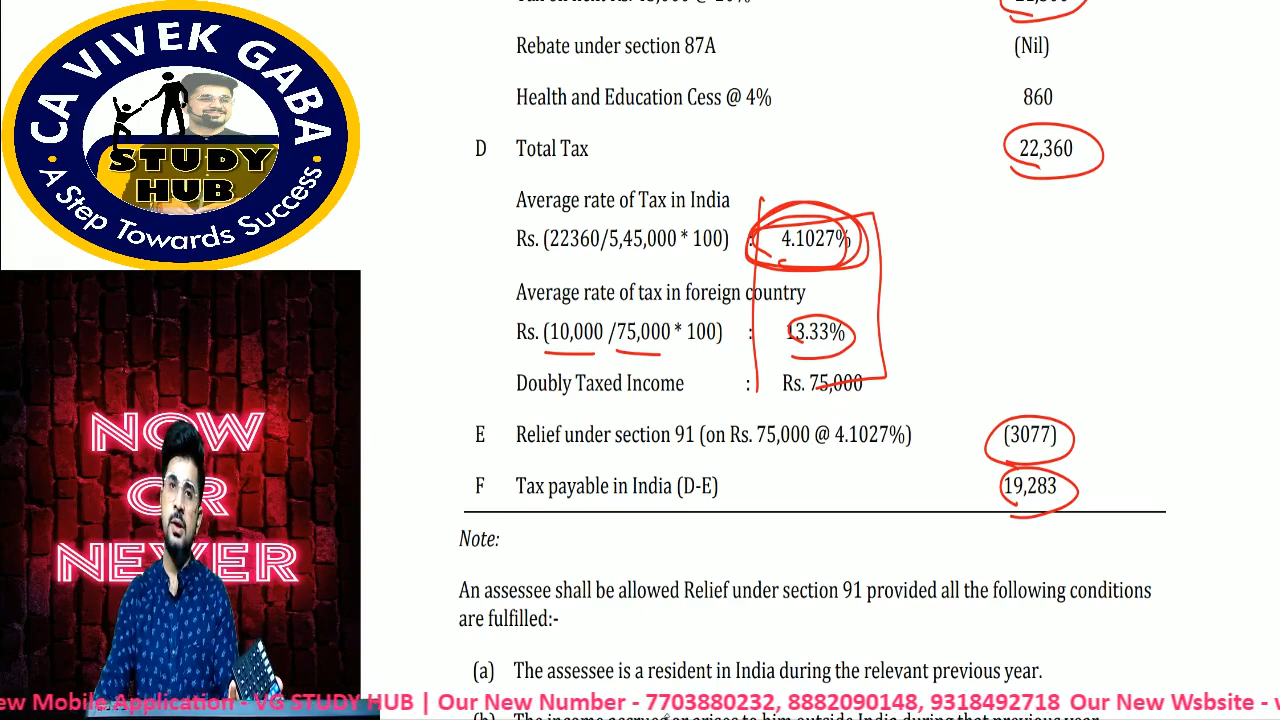 CA VIVEK GABA
STUDY
HUB
A Step Towards Success
NOW
OR
NEVER
Rebate under section 87A (Nil)
Health and Education Cess @ 4% 860
D Total Tax 22,360
Average rate of Tax in India
Rs. (22360/5,45,000 * 100) : 4.1027%
Average rate of tax in foreign country
Rs. (10,000 /75,000 * 100) : 13.33%
Doubly Taxed Income : Rs. 75,000
E Relief under section 91 (on Rs. 75,000 @ 4.1027%) (3077)
F Tax payable in India (D-E) 19,283
Note:
An assessee shall be allowed Relief under section 91 provided all the following conditions
are fulfilled:-
(a) The assessee is a resident in India during the relevant previous year.
ew Mobile Application - VG STUDY HUB | Our New Number - 7703880232, 8882090148, 9318492718 Our New Wsbsite -